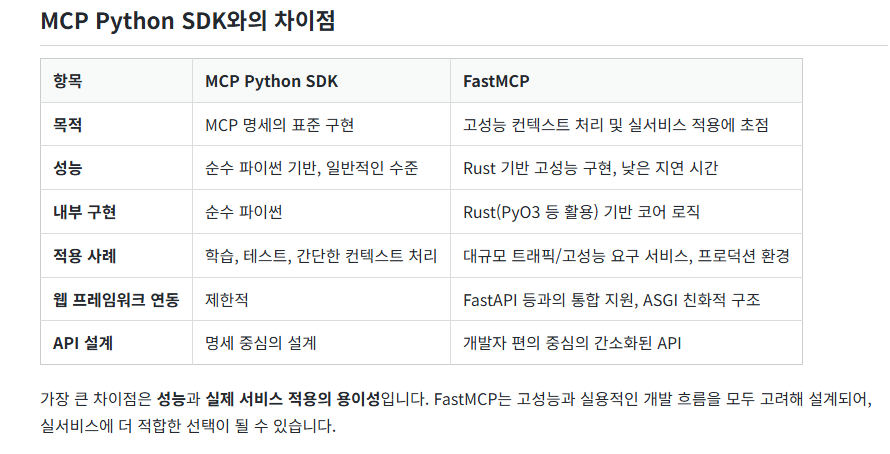 MCP Python SDK와의 차이점
항목 MCP Python SDK FastMCP
목적 MCP 명세의 표준 구현 고성능 컨텍스트 처리 및 실서비스 적용에 초점
성능 순수 파이썬 기반, 일반적인 수준 Rust 기반 고성능 구현, 낮은 지연 시간
내부 구현 순수 파이썬 Rust(PyO3 등 활용) 기반 코어 로직
적용 사례 학습, 테스트, 간단한 컨텍스트 처리 대규모 트래픽/고성능 요구 서비스, 프로덕션 환경
웹 프레임워크 연동 제한적 FastAPI 등과의 통합 지원, ASGI 친화적 구조
API 설계 명세 중심의 설계 개발자 편의 중심의 간소화된 API
가장 큰 차이점은 성능과 실제 서비스 적용의 용이성입니다. FastMCP는 고성능과 실용적인 개발 흐름을 모두 고려해 설계되어,
실서비스에 더 적합한 선택이 될 수 있습니다.